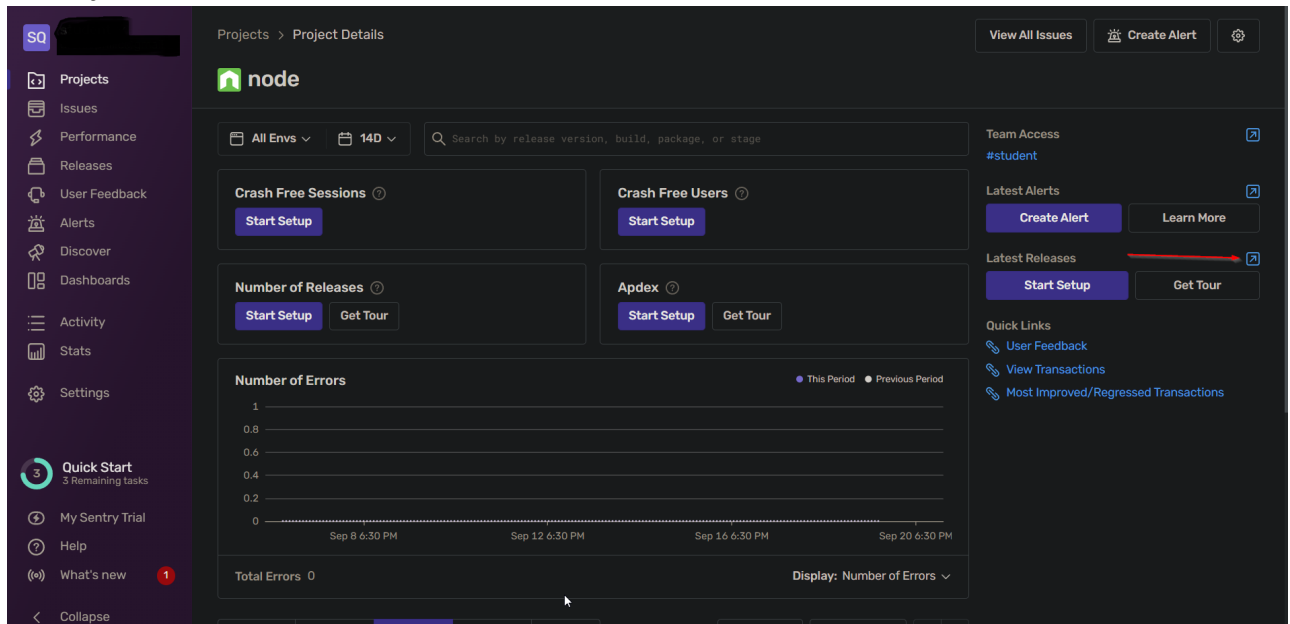 SQ
Projects
Issues
Performance
Releases
User Feedback
Alerts
Discover
Dashboards
Activity
Stats
Settings
3
Quick Start
3 Remaining tasks
My Sentry Trial
Help
What's new 1
Collapse
Projects > Project Details
View All Issues
Create Alert
node
All Envs
14D
Search by release version, build, package, or stage
Crash Free Sessions ?
Start Setup
Crash Free Users ?
Start Setup
Number of Releases ?
Start Setup Get Tour
Apdex ?
Start Setup Get Tour
Number of Errors
This Period Previous Period
1
0.8
0.6
0.4
0.2
0
Sep 8 6:30 PM Sep 12 6:30 PM Sep 16 6:30 PM Sep 20 6:30 PM
Total Errors 0
Display: Number of Errors
Team Access
#student
Latest Alerts
Create Alert Learn More
Latest Releases
Start Setup Get Tour
Quick Links
User Feedback
View Transactions
Most Improved/Regressed Transactions